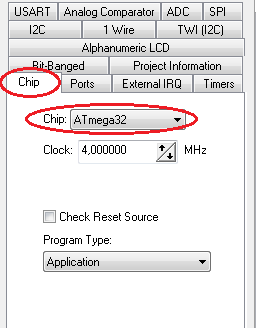 USART Analog Comparator ADC SPI
I2C 1 Wire TWI (I2C)
Alphanumeric LCD
Bit-Banged Project Information
Chip Ports External IRQ Timers
Chip: ATmega32
Clock: 4,000000 MHz
Check Reset Source
Program Type:
Application